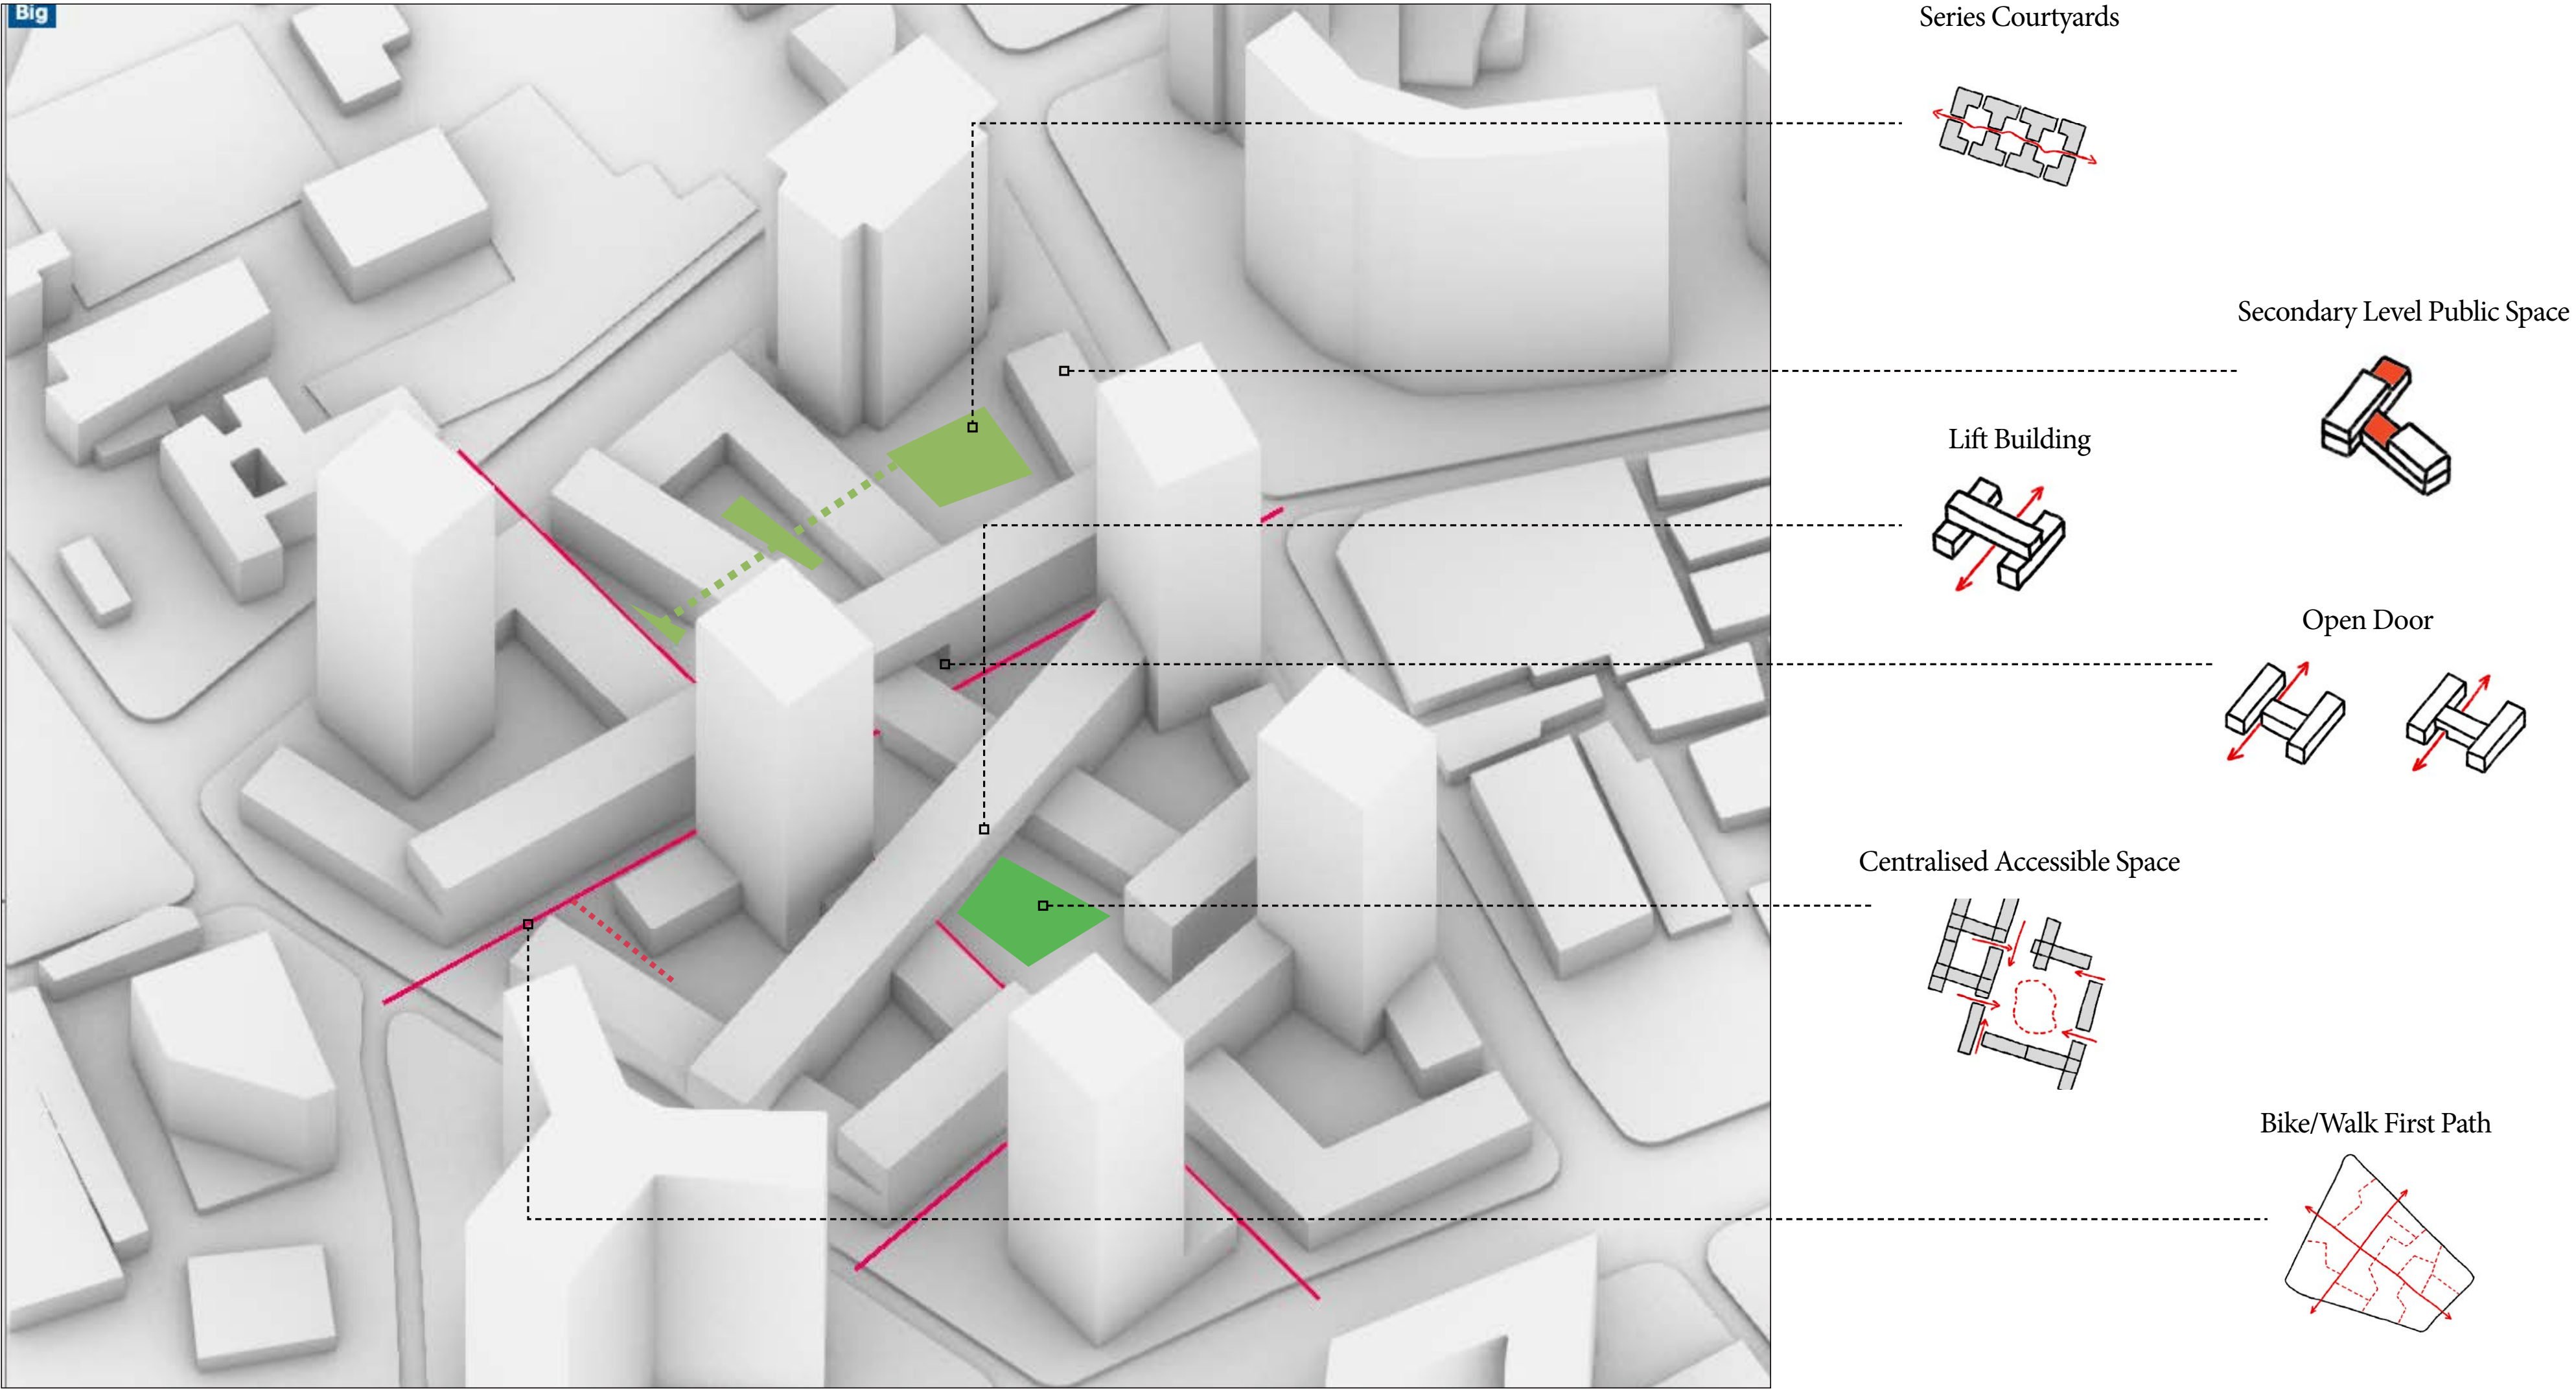 Big
Series Courtyards
Secondary Level Public Space
Lift Building
Open Door
Centralised Accessible Space
Bike/Walk First Path